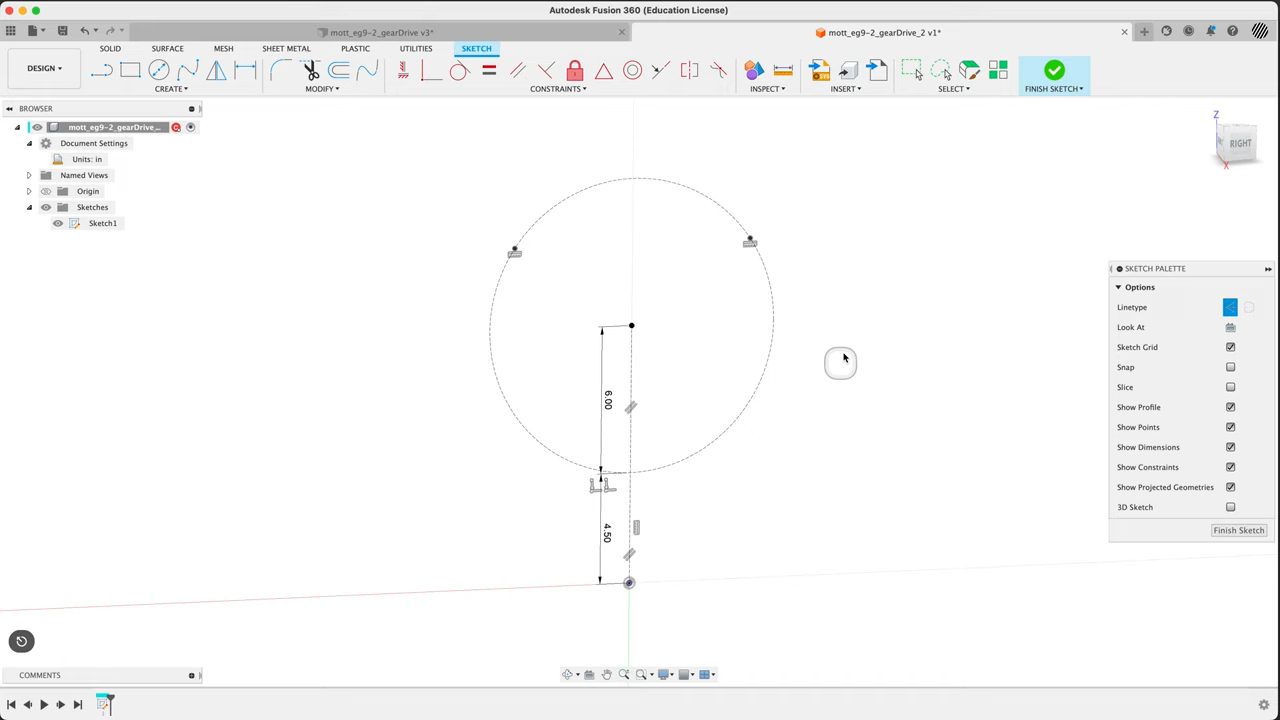 Autodesk Fusion 360 (Education License)
mott_eg9-2_gearDrive v3*
mott_eg9-2_gearDrive_2 v1*
DESIGN
SOLID SURFACE MESH SHEET METAL PLASTIC UTILITIES SKETCH
CREATE MODIFY CONSTRAINTS INSPECT INSERT SELECT FINISH SKETCH
BROWSER
mott_eg9-2_gearDrive_...
Document Settings
Units: in
Named Views
Origin
Sketches
Sketch1
Z
RIGHT
X
6.00
4.50
SKETCH PALETTE
Options
Linetype
Look At
Sketch Grid
Snap
Slice
Show Profile
Show Points
Show Dimensions
Show Constraints
Show Projected Geometries
3D Sketch
Finish Sketch
COMMENTS